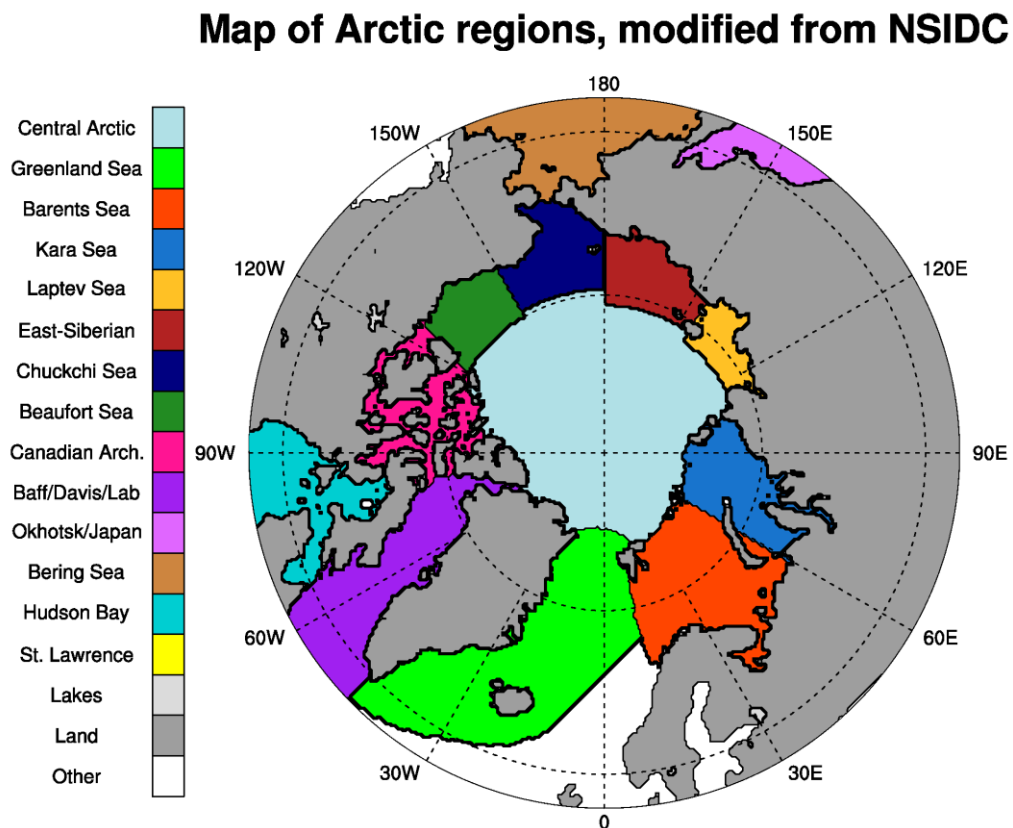 Map of Arctic regions, modified from NSIDC
Central Arctic
Greenland Sea
Barents Sea
Kara Sea
Laptev Sea
East-Siberian
Chuckchi Sea
Beaufort Sea
Canadian Arch.
Baff/Davis/Lab
Okhotsk/Japan
Bering Sea
Hudson Bay
St. Lawrence
Lakes
Land
Other
180
150W
150E
120W
120E
90W
90E
60W
60E
30W
30E
0